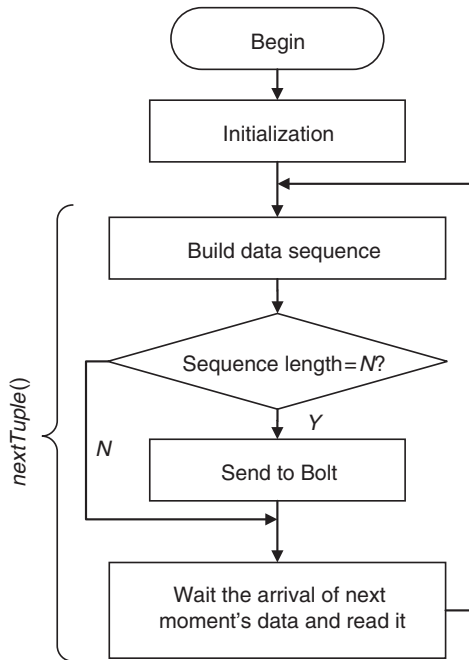 Begin
Initialization
Build data sequence
Sequence length=N?
Y
N
Send to Bolt
Wait the arrival of next
moment's data and read it
nextTuple()